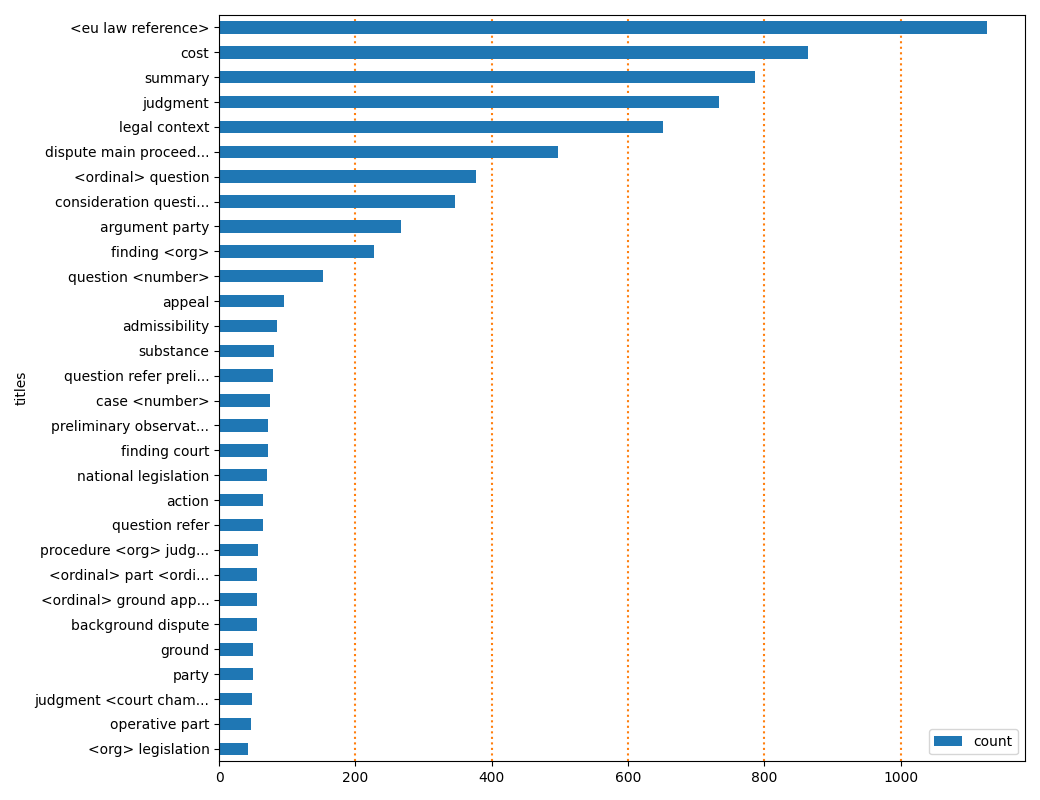 <eu law reference>
cost
summary
judgment
legal context
dispute main proceed...
<ordinal> question
consideration questi...
argument party
finding <org>
question <number>
appeal
admissibility
substance
question refer preli...
case <number>
preliminary observat...
finding court
national legislation
action
question refer
procedure <org> judg...
<ordinal> part <ordi...
<ordinal> ground app...
background dispute
ground
party
judgment <court cham...
operative part
<org> legislation
titles
count
0 200 400 600 800 1000